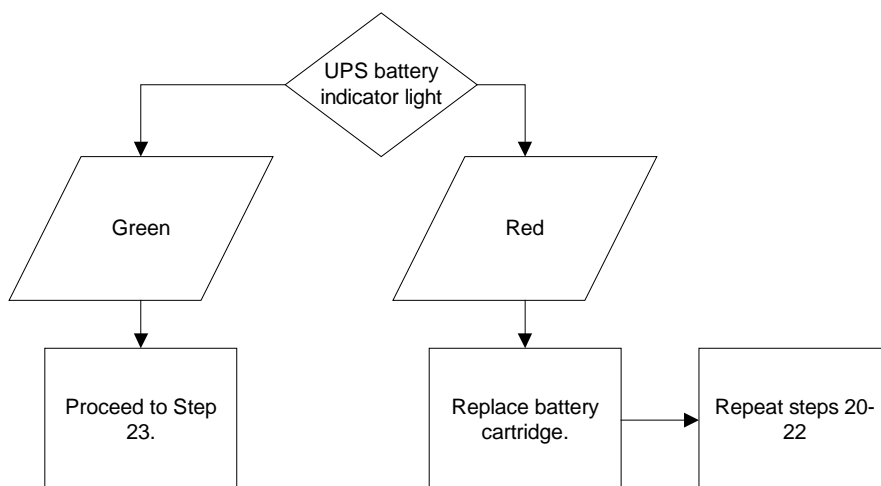 UPS battery
indicator light
Green
Red
Proceed to Step
23.
Replace battery
cartridge.
Repeat steps 20-
22